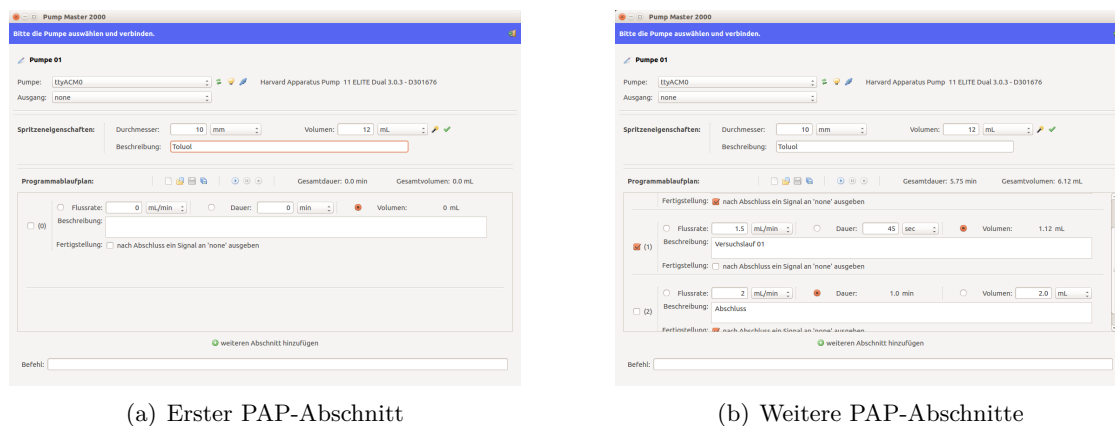 Pump Master 2000
Bitte die Pumpe auswählen und verbinden.
Pumpe 01
Pumpe: ttyACM0 Harvard Apparatus Pump 11 ELITE Dual 3.0.3 - D301676
Ausgang: none
Spritzeneigenschaften: Durchmesser: 10 mm Volumen: 12 mL
Beschreibung: Toluol
Programmablaufplan: Gesamtdauer: 0.0 min Gesamtvolumen: 0.0 mL
(0) Flussrate: 0 mL/min Dauer: 0 min Volumen: 0 mL
Beschreibung:
Fertigstellung: nach Abschluss ein Signal an 'none' ausgeben
weiteren Abschnitt hinzufügen
Befehl:
(a) Erster PAP-Abschnitt
Pump Master 2000
Bitte die Pumpe auswählen und verbinden.
Pumpe 01
Pumpe: ttyACM0 Harvard Apparatus Pump 11 ELITE Dual 3.0.3 - D301676
Ausgang: none
Spritzeneigenschaften: Durchmesser: 10 mm Volumen: 12 mL
Beschreibung: Toluol
Programmablaufplan: Gesamtdauer: 5.75 min Gesamtvolumen: 6.12 mL
Fertigstellung: nach Abschluss ein Signal an 'none' ausgeben
(1) Flussrate: 1.5 mL/min Dauer: 45 sec Volumen: 1.12 mL
Beschreibung: Versuchslauf 01
Fertigstellung: nach Abschluss ein Signal an 'none' ausgeben
(2) Flussrate: 2 mL/min Dauer: 1.0 min Volumen: 2.0 mL
Beschreibung: Abschluss
Fertigstellung: nach Abschluss ein Signal an 'none' ausgeben
weiteren Abschnitt hinzufügen
Befehl:
(b) Weitere PAP-Abschnitte